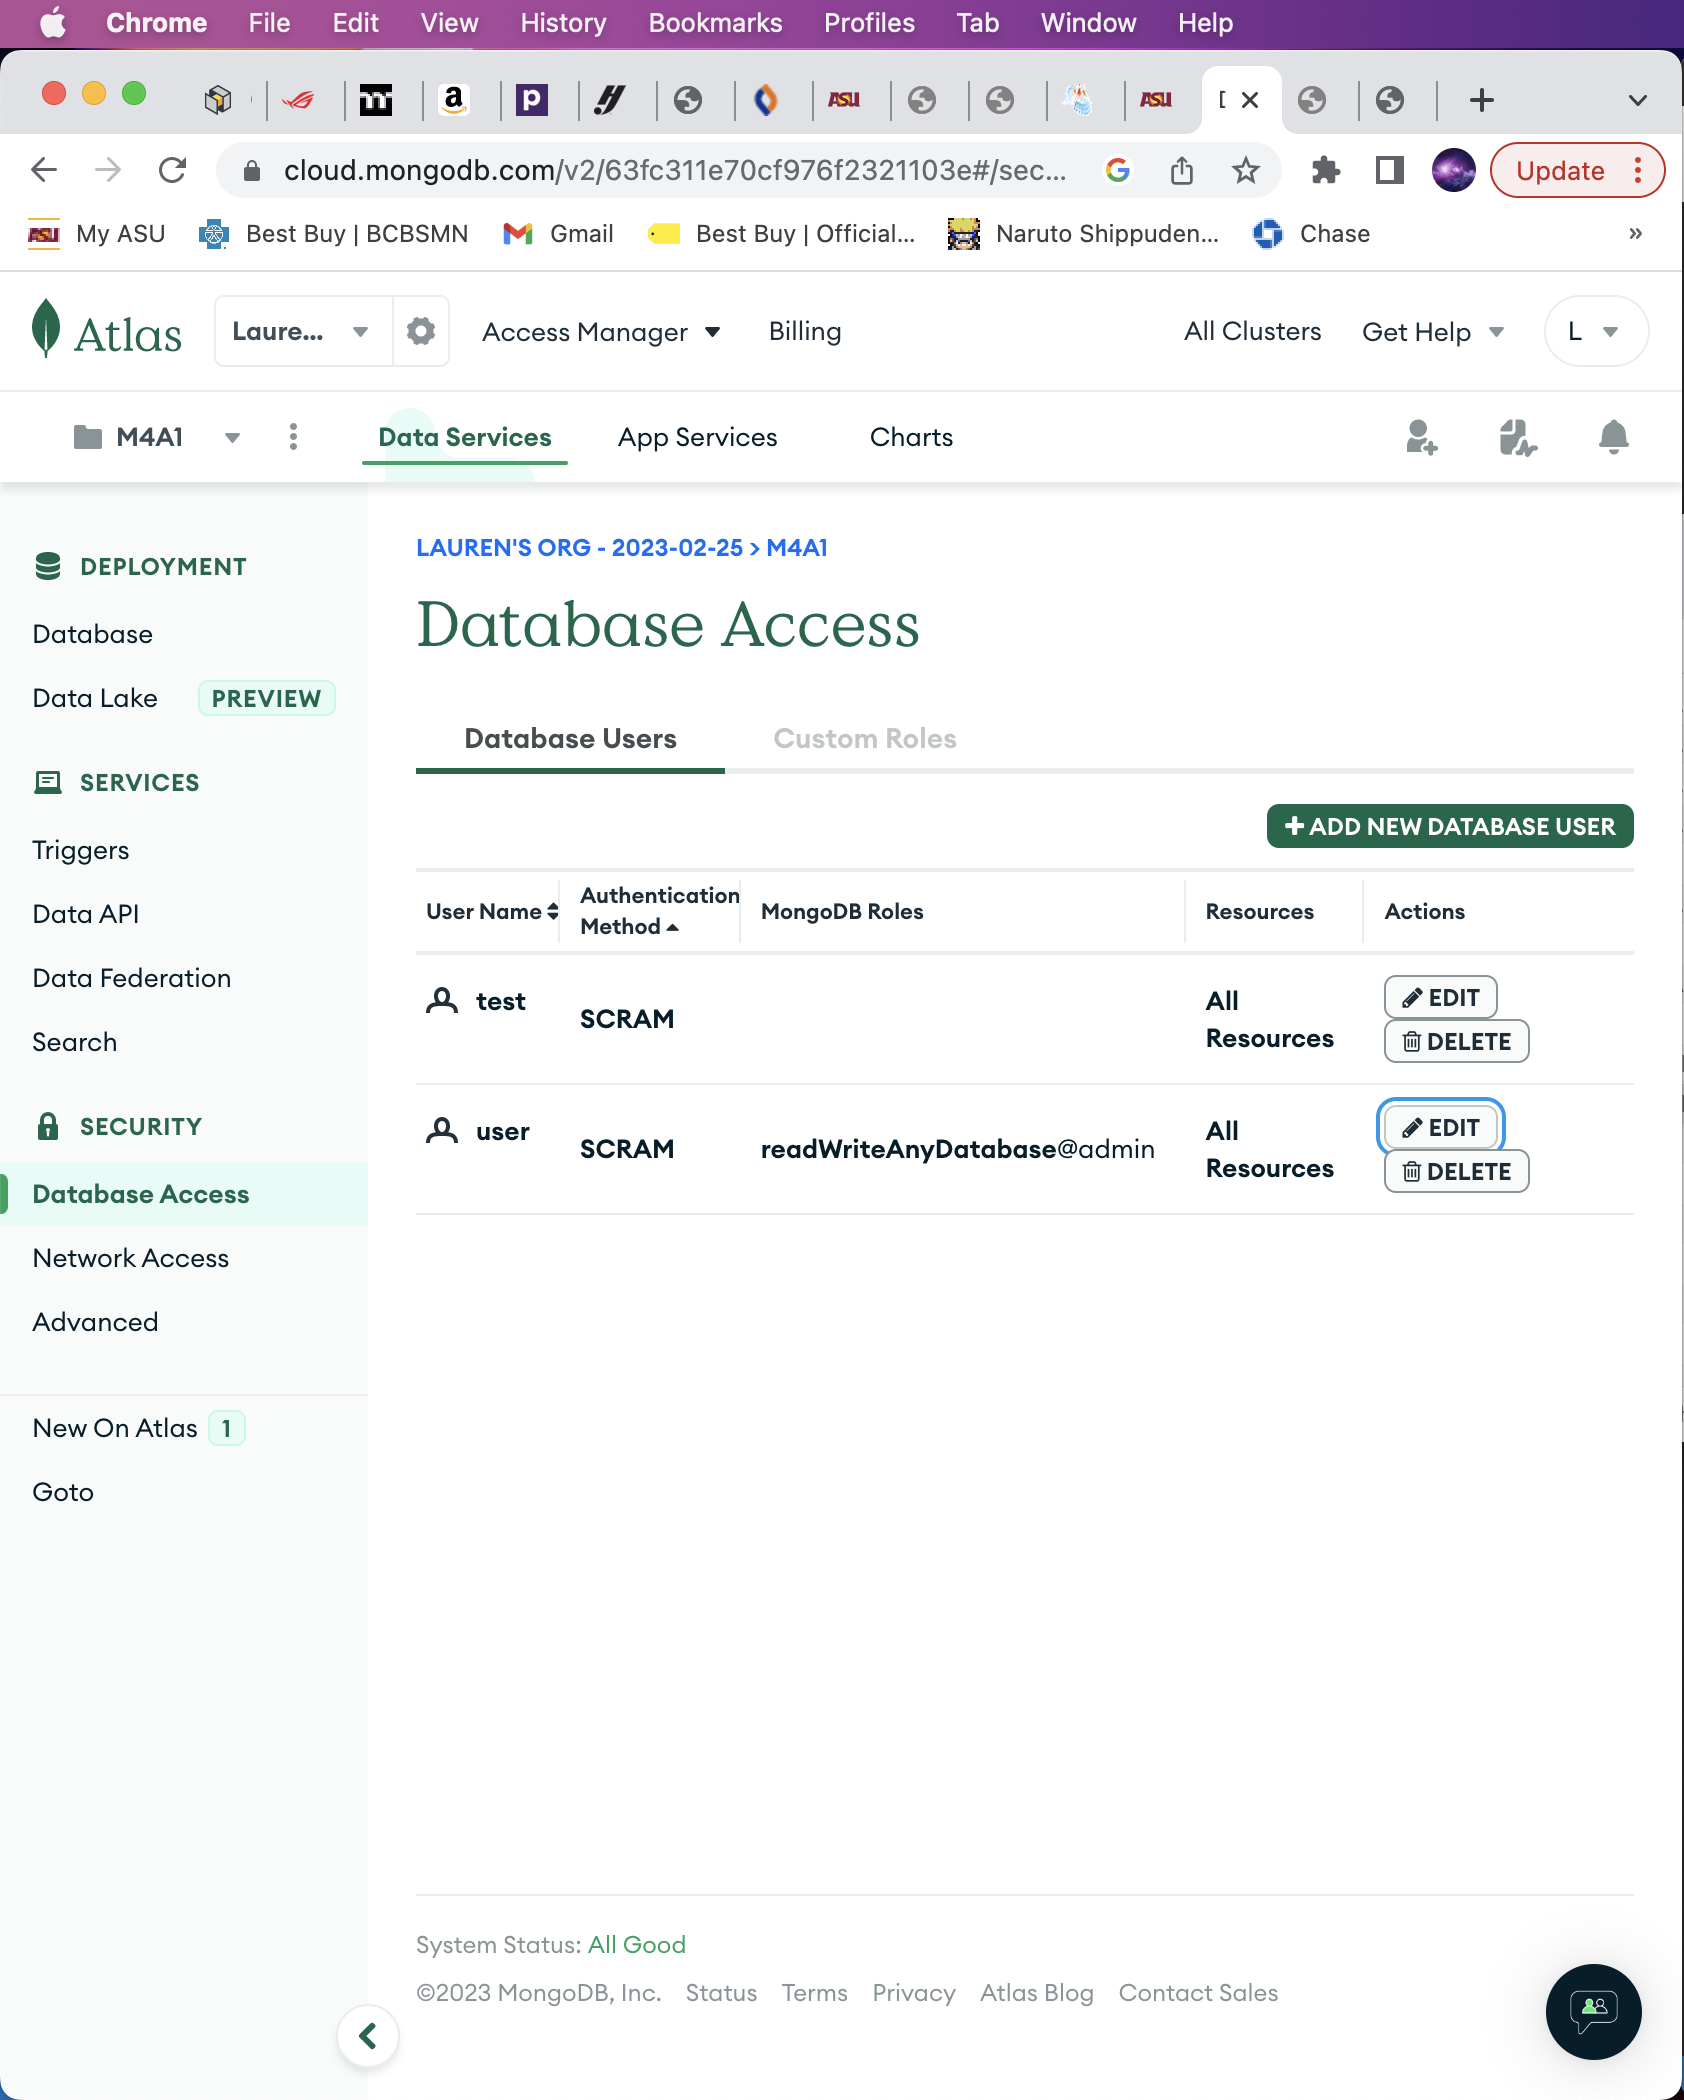 Chrome File Edit View History Bookmarks Profiles Tab Window Help
a p ASU ASU [
cloud.mongodb.com/v2/63fc311e70cf976f2321103e#/sec... Update
My ASU Best Buy | BCBSMN Gmail Best Buy | Official... Naruto Shippuden... Chase »
Atlas Laure... Access Manager Billing All Clusters Get Help L
M4A1 Data Services App Services Charts
DEPLOYMENT
Database
Data Lake PREVIEW
SERVICES
Triggers
Data API
Data Federation
Search
SECURITY
Database Access
Network Access
Advanced
New On Atlas 1
Goto
LAUREN'S ORG - 2023-02-25 > M4A1
Database Access
Database Users Custom Roles
+ ADD NEW DATABASE USER
User Name Authentication Method MongoDB Roles Resources Actions
test SCRAM All Resources EDIT DELETE
user SCRAM readWriteAnyDatabase@admin All Resources EDIT DELETE
System Status: All Good
©2023 MongoDB, Inc. Status Terms Privacy Atlas Blog Contact Sales